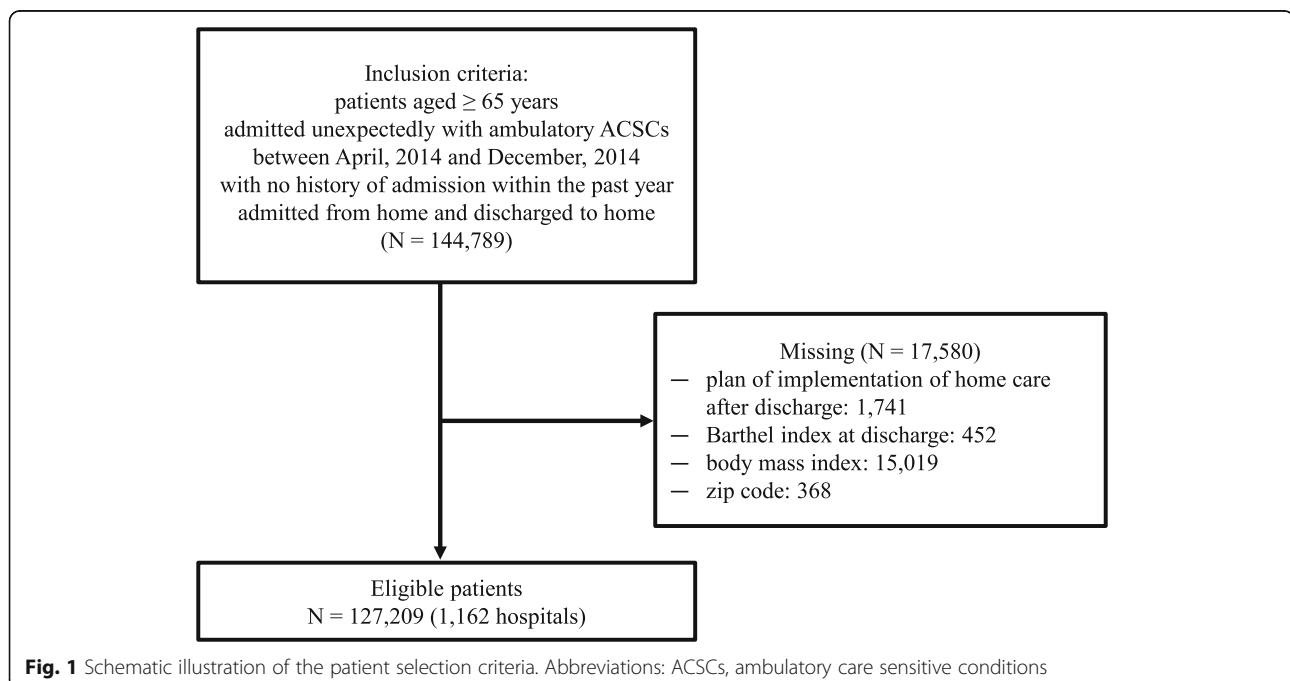 Inclusion criteria:
patients aged ≥ 65 years
admitted unexpectedly with ambulatory ACSCs
between April, 2014 and December, 2014
with no history of admission within the past year
admitted from home and discharged to home
(N = 144,789)
Missing (N = 17,580)
— plan of implementation of home care
after discharge: 1,741
— Barthel index at discharge: 452
— body mass index: 15,019
— zip code: 368
Eligible patients
N = 127,209 (1,162 hospitals)
Fig. 1 Schematic illustration of the patient selection criteria. Abbreviations: ACSCs, ambulatory care sensitive conditions